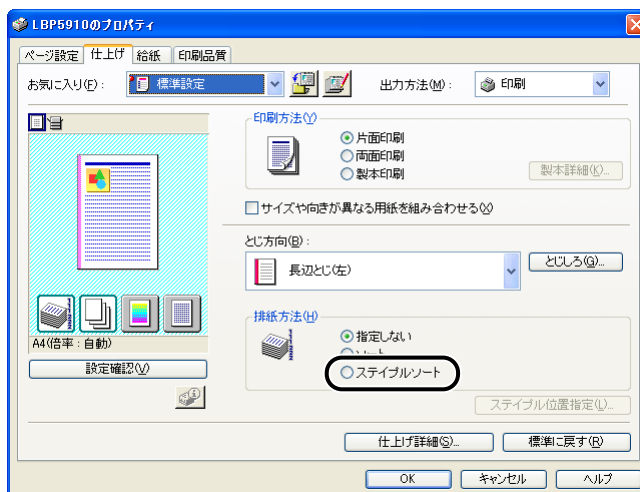 LBP5910のプロパティ
ページ設定 仕上げ 給紙 印刷品質
お気に入り(F): 標準設定 出力方法(M): 印刷
印刷方法(Y)
片面印刷
両面印刷
製本印刷
製本詳細(K)...
サイズや向きが異なる用紙を組み合わせる(X)
とじ方向(B):
長辺とじ(左)
とじしろ(G)...
A4(倍率:自動)
設定確認(V)
排紙方法(H)
指定しない
ソート
ステイプルソート
ステイプル位置指定(L)...
仕上げ詳細(S)... 標準に戻す(R)
OK キャンセル ヘルプ